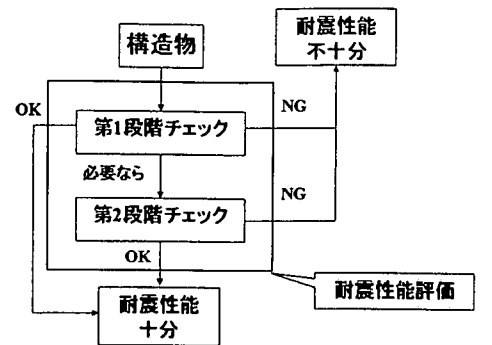 構造物
耐震性能
不十分
OK
NG
第1段階チェック
必要なら
NG
第2段階チェック
OK
耐震性能評価
耐震性能
十分